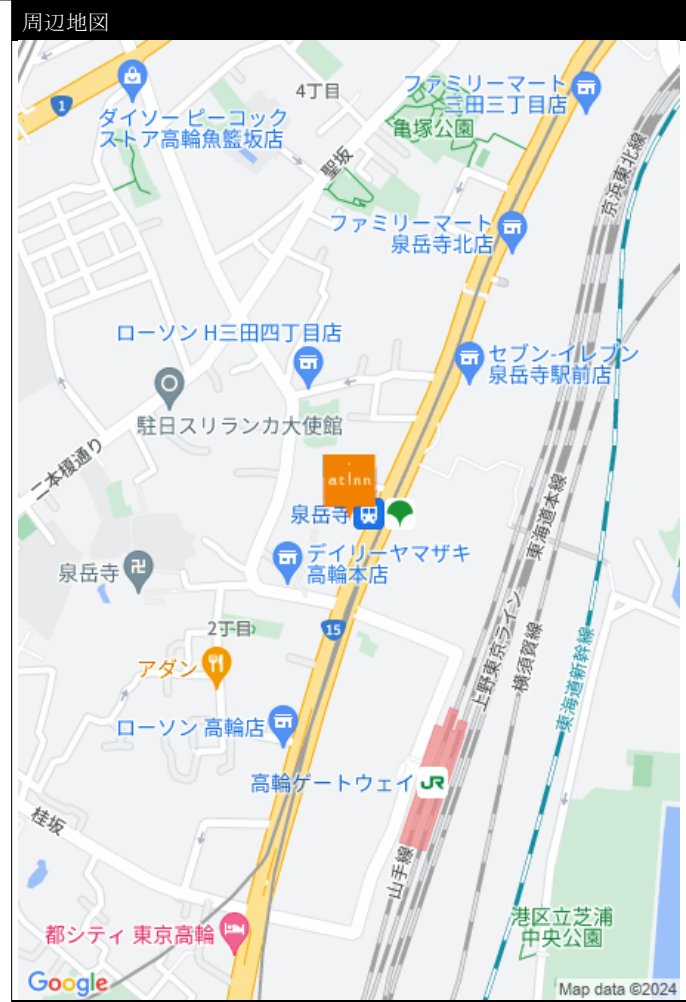 周辺地図
4丁目
ファミリーマート
三田三丁目店
1
ダイソー ピーコック
ストア高輪魚籃坂店
亀塚公園
聖坂
京浜東北線
ファミリーマート
泉岳寺北店
ローソン H三田四丁目店
セブン-イレブン
泉岳寺駅前店
駐日スリランカ大使館
二本榎通り
at inn
泉岳寺
東海道本線
デイリーヤマザキ
高輪本店
泉岳寺
2丁目
15
上野東京ライン
横須賀線
東海道新幹線
アダン
ローソン 高輪店
高輪ゲートウェイ
JR
桂坂
山手線
都シティ 東京高輪
港区立芝浦
中央公園
Google
Map data ©2024